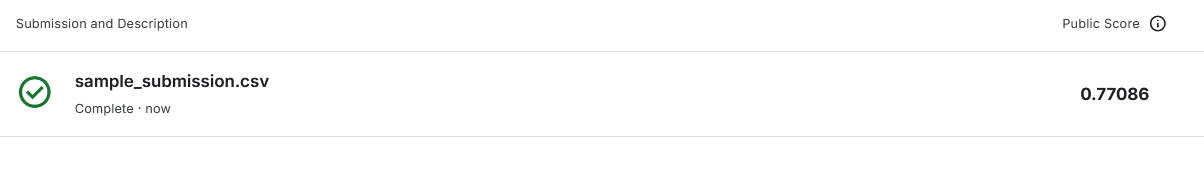 Submission and Description
Public Score
sample_submission.csv
0.77086
Complete · now